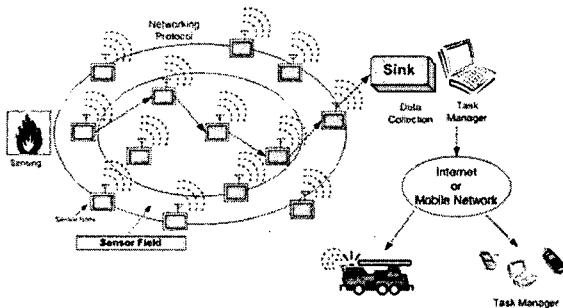 Networking
Protocol
Sink
Data
Collection
Task
Manager
Sensing
Internet
or
Mobile Network
Sensor Node
Sensor Field
Task Manager